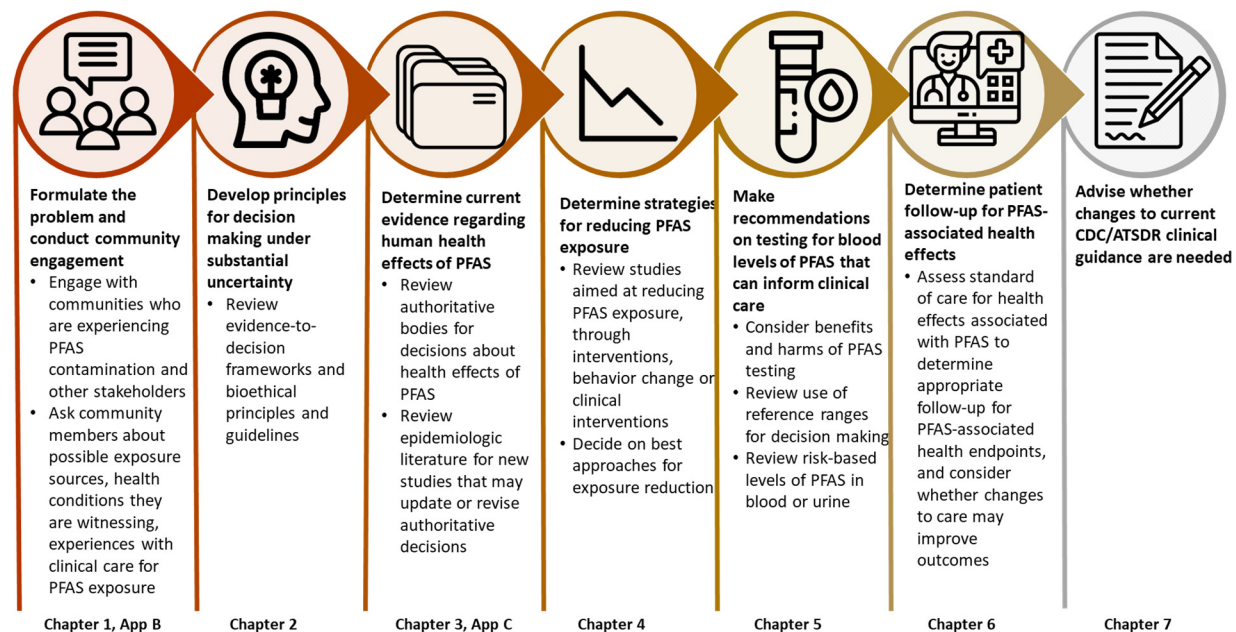 Formulate the
problem and
conduct community
engagement
• Engage with
communities who
are experiencing
PFAS
contamination and
other stakeholders
• Ask community
members about
possible exposure
sources, health
conditions they
are witnessing,
experiences with
clinical care for
PFAS exposure
Chapter 1, App B
Develop principles
for decision
making under
substantial
uncertainty
• Review
evidence-to-
decision
frameworks and
bioethical
principles and
guidelines
Chapter 2
Determine current
evidence regarding
human health
effects of PFAS
• Review
authoritative
bodies for
decisions about
health effects of
PFAS
• Review
epidemiologic
literature for new
studies that may
update or revise
authoritative
decisions
Chapter 3, App C
Determine strategies
for reducing PFAS
exposure
• Review studies
aimed at reducing
PFAS exposure,
through
interventions,
behavior change or
clinical
interventions
• Decide on best
approaches for
exposure reduction
Chapter 4
Make
recommendations
on testing for blood
levels of PFAS that
can inform clinical
care
• Consider benefits
and harms of PFAS
testing
• Review use of
reference ranges
for decision making
• Review risk-based
levels of PFAS in
blood or urine
Chapter 5
Determine patient
follow-up for PFAS-
associated health
effects
• Assess standard
of care for health
effects associated
with PFAS to
determine
appropriate
follow-up for
PFAS-associated
health endpoints,
and consider
whether changes
to care may
improve
outcomes
Chapter 6
Advise whether
changes to current
CDC/ATSDR clinical
guidance are needed
Chapter 7